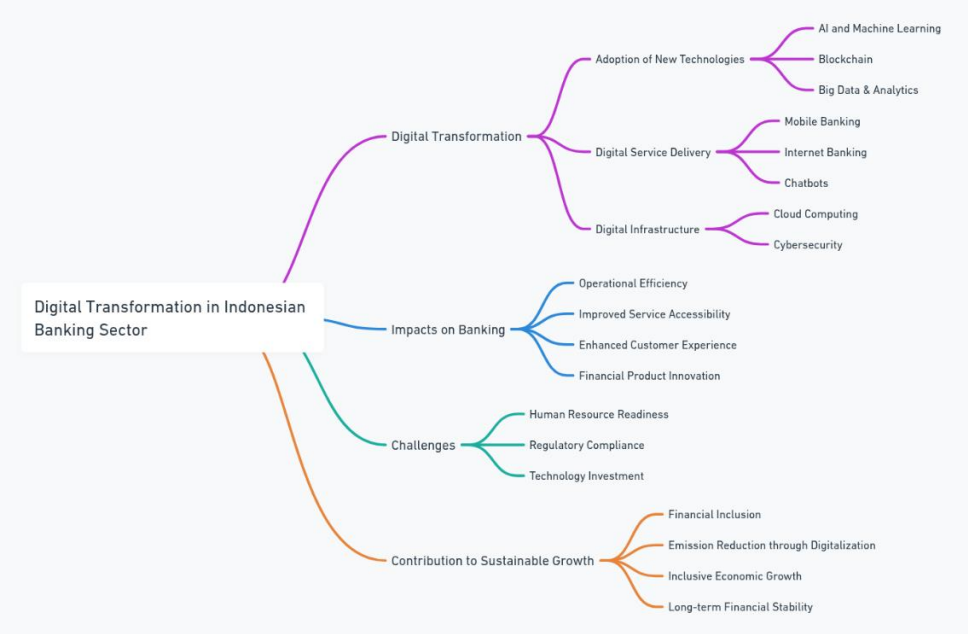 Digital Transformation in Indonesian
Banking Sector
Digital Transformation
Adoption of New Technologies
AI and Machine Learning
Blockchain
Big Data & Analytics
Digital Service Delivery
Mobile Banking
Internet Banking
Chatbots
Digital Infrastructure
Cloud Computing
Cybersecurity
Impacts on Banking
Operational Efficiency
Improved Service Accessibility
Enhanced Customer Experience
Financial Product Innovation
Challenges
Human Resource Readiness
Regulatory Compliance
Technology Investment
Contribution to Sustainable Growth
Financial Inclusion
Emission Reduction through Digitalization
Inclusive Economic Growth
Long-term Financial Stability